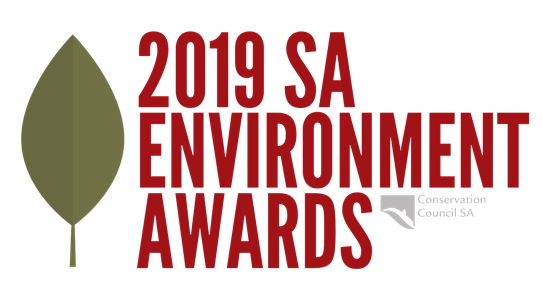 2019 SA
ENVIRONMENT
AWARDS
Conservation
Council SA